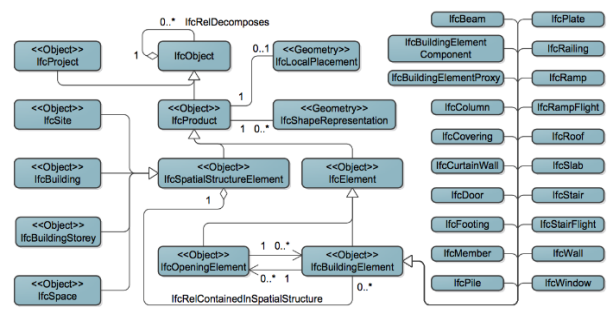 0..* IfcRelDecomposes
<<Object>>
IfcProject
1
<<Object>>
IfcObject
0..1
<<Geometry>>
IfcLocalPlacement
1
<<Object>>
IfcSite
<<Object>>
IfcProduct
1 0..*
<<Geometry>>
IfcShapeRepresentation
<<Object>>
IfcBuilding
<<Object>>
IfcSpatialStructureElement
1
<<Object>>
IfcElement
<<Object>>
IfcBuildingStorey
<<Object>>
IfcOpeningElement
1 0..*
0..* 1
<<Object>>
IfcBuildingElement
0..*
<<Object>>
IfcSpace
IfcRelContainedInSpatialStructure
IfcBeam
IfcPlate
IfcBuildingElement
Component
IfcRailing
IfcBuildingElementProxy
IfcRamp
IfcColumn
IfcRampFlight
IfcCovering
IfcRoof
IfcCurtainWall
IfcSlab
IfcDoor
IfcStair
IfcFooting
IfcStairFlight
IfcMember
IfcWall
IfcPile
IfcWindow